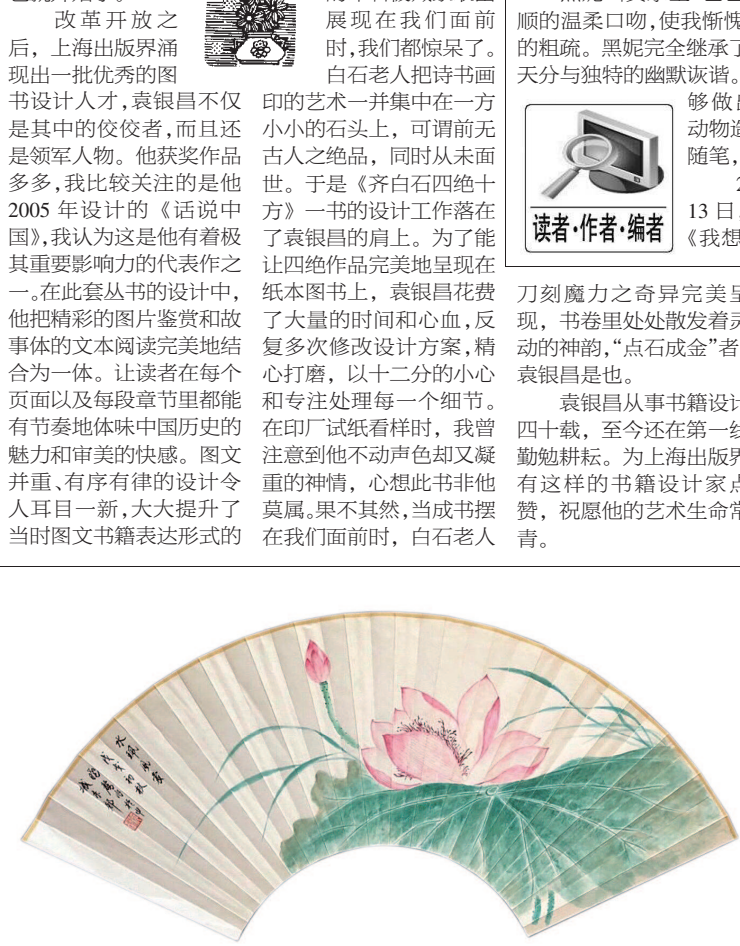 改革开放之
后，上海出版界涌
现出一批优秀的图
书设计人才，袁银昌不仅
是其中的佼佼者，而且还
是领军人物。他获奖作品
多多，我比较关注的是他
2005 年设计的《话说中
国》，我认为这是他有着极
其重要影响力的代表作之
一。在此套丛书的设计中，
他把精彩的图片鉴赏和故
事体的文本阅读完美地结
合为一体。让读者在每个
页面以及每段章节里都能
有节奏地体味中国历史的
魅力和审美的快感。图文
并重、有序有律的设计令
人耳目一新，大大提升了
当时图文书籍表达形式的
展现在我们面前
时，我们都惊呆了。
白石老人把诗书画
印的艺术一并集中在一方
小小的石头上，可谓前无
古人之绝品，同时从未面
世。于是《齐白石四绝十
方》一书的设计工作落在
了袁银昌的肩上。为了能
让四绝作品完美地呈现在
纸本图书上，袁银昌花费
了大量的时间和心血，反
复多次修改设计方案，精
心打磨，以十二分的小心
和专注处理每一个细节。
在印厂试纸看样时，我曾
注意到他不动声色却又凝
重的神情，心想此书非他
莫属。果不其然，当成书摆
在我们面前时，白石老人
顺的温柔口吻，使我惭愧
的粗疏。黑妮完全继承了
天分与独特的幽默诙谐。
够做出
动物造
随笔，
2
13 日
《我想
读者·作者·编者
刀刻魔力之奇异完美呈
现，书卷里处处散发着灵
动的神韵，“点石成金”者，
袁银昌是也。
袁银昌从事书籍设计
四十载，至今还在第一线
勤勉耕耘。为上海出版界
有这样的书籍设计家点
赞，祝愿他的艺术生命常
青。